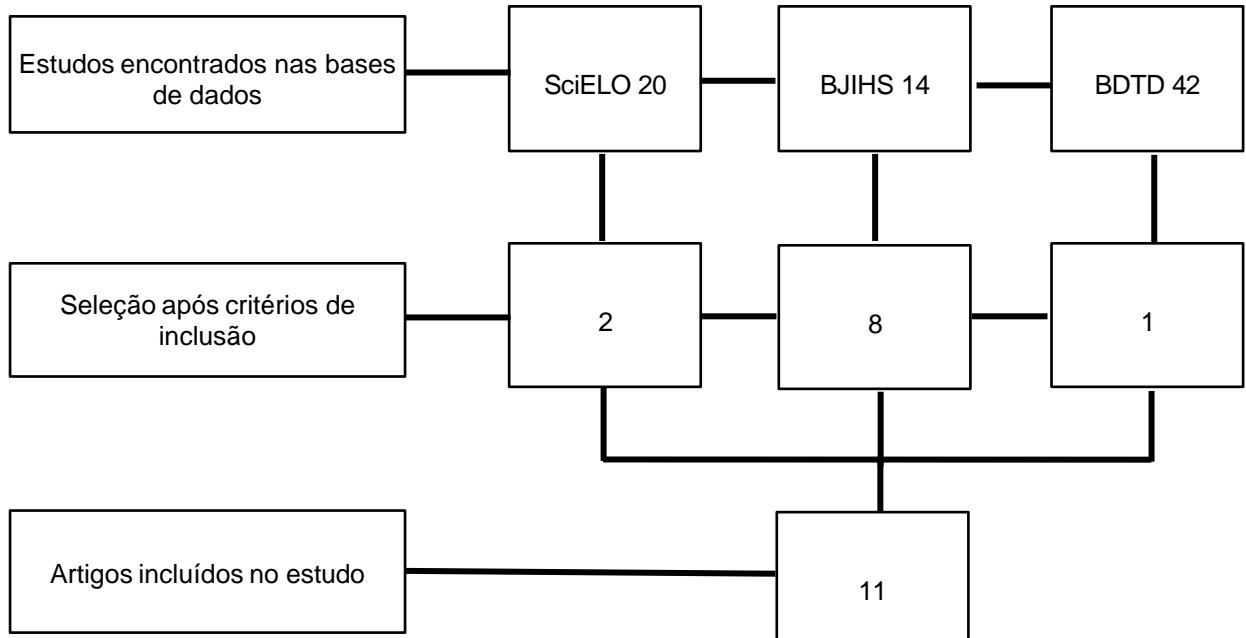 Estudos encontrados nas bases
de dados
SciELO 20
BJIHS 14
BDTD 42
Seleção após critérios de
inclusão
2
8
1
Artigos incluídos no estudo
11